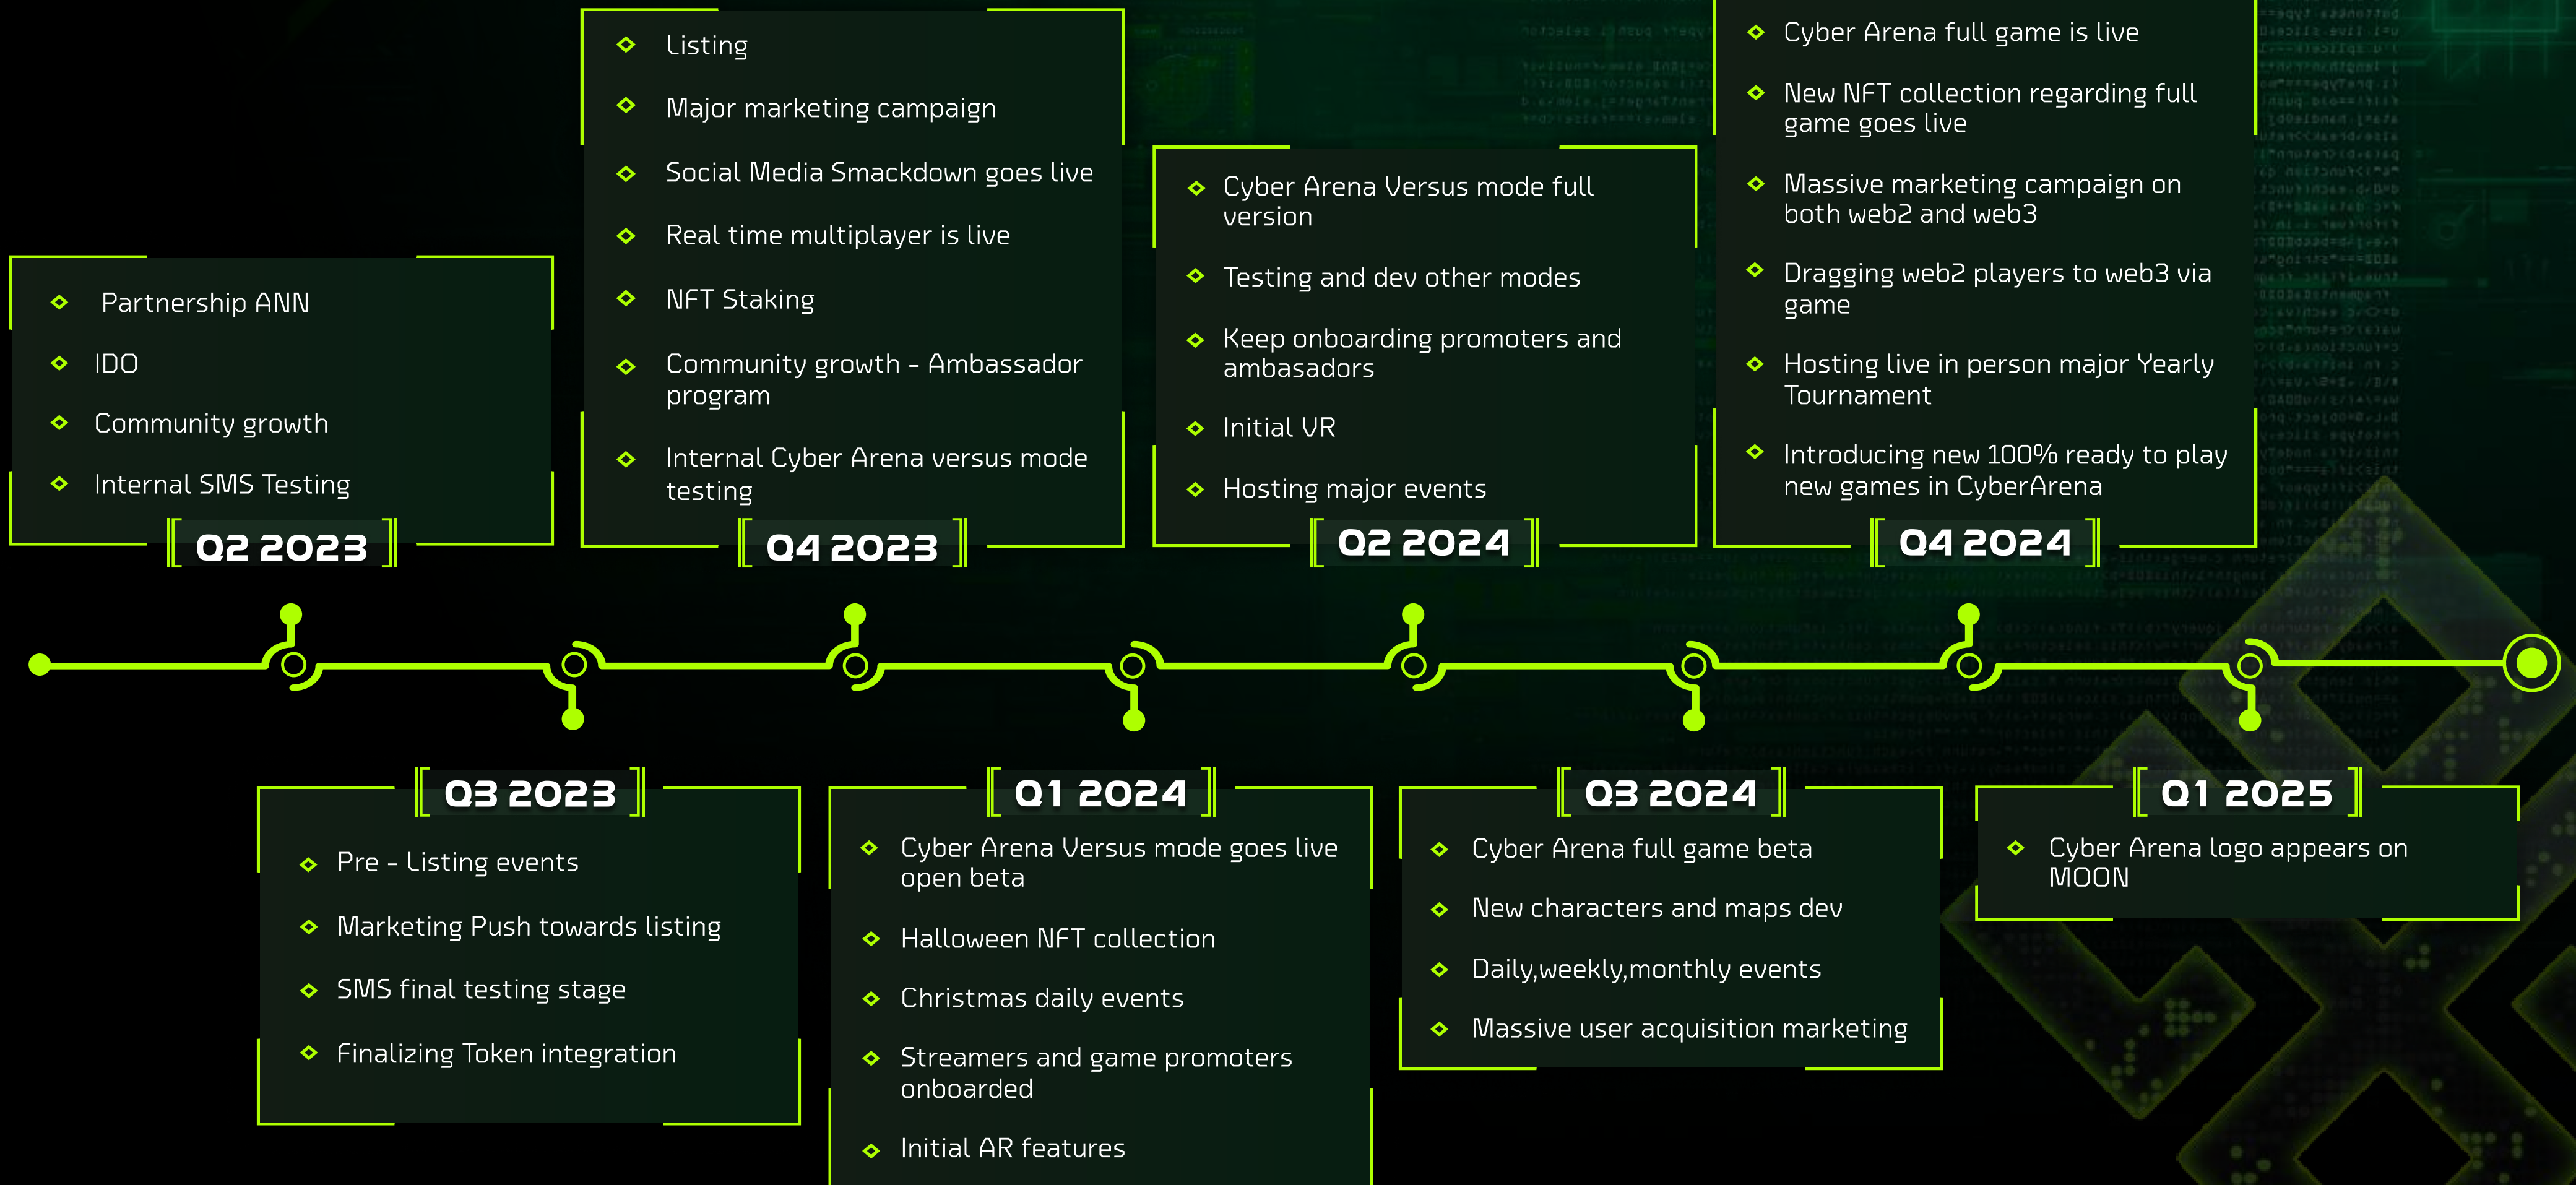 Partnership ANN
IDO
Community growth
Internal SMS Testing
Q2 2023
Listing
Major marketing campaign
Social Media Smackdown goes live
Real time multiplayer is live
NFT Staking
Community growth - Ambassador
program
Internal Cyber Arena versus mode
testing
Q4 2023
Cyber Arena Versus mode full
version
Testing and dev other modes
Keep onboarding promoters and
ambasadors
Initial VR
Hosting major events
Q2 2024
Cyber Arena full game is live
New NFT collection regarding full
game goes live
Massive marketing campaign on
both web2 and web3
Dragging web2 players to web3 via
game
Hosting live in person major Yearly
Tournament
Introducing new 100% ready to play
new games in CyberArena
Q4 2024
Q3 2023
Pre - Listing events
Marketing Push towards listing
SMS final testing stage
Finalizing Token integration
Q1 2024
Cyber Arena Versus mode goes live
open beta
Halloween NFT collection
Christmas daily events
Streamers and game promoters
onboarded
Initial AR features
Q3 2024
Cyber Arena full game beta
New characters and maps dev
Daily,weekly,monthly events
Massive user acquisition marketing
Q1 2025
Cyber Arena logo appears on
MOON